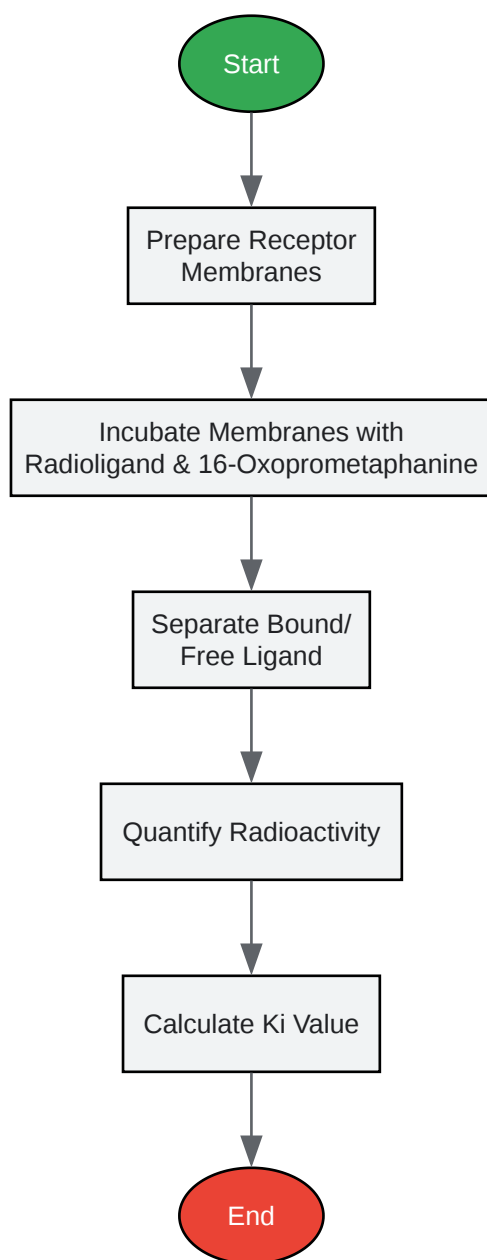 Start
Prepare Receptor
Membranes
Incubate Membranes with
Radioligand & 16-Oxoprometaphanine
Separate Bound/
Free Ligand
Quantify Radioactivity
Calculate Ki Value
End